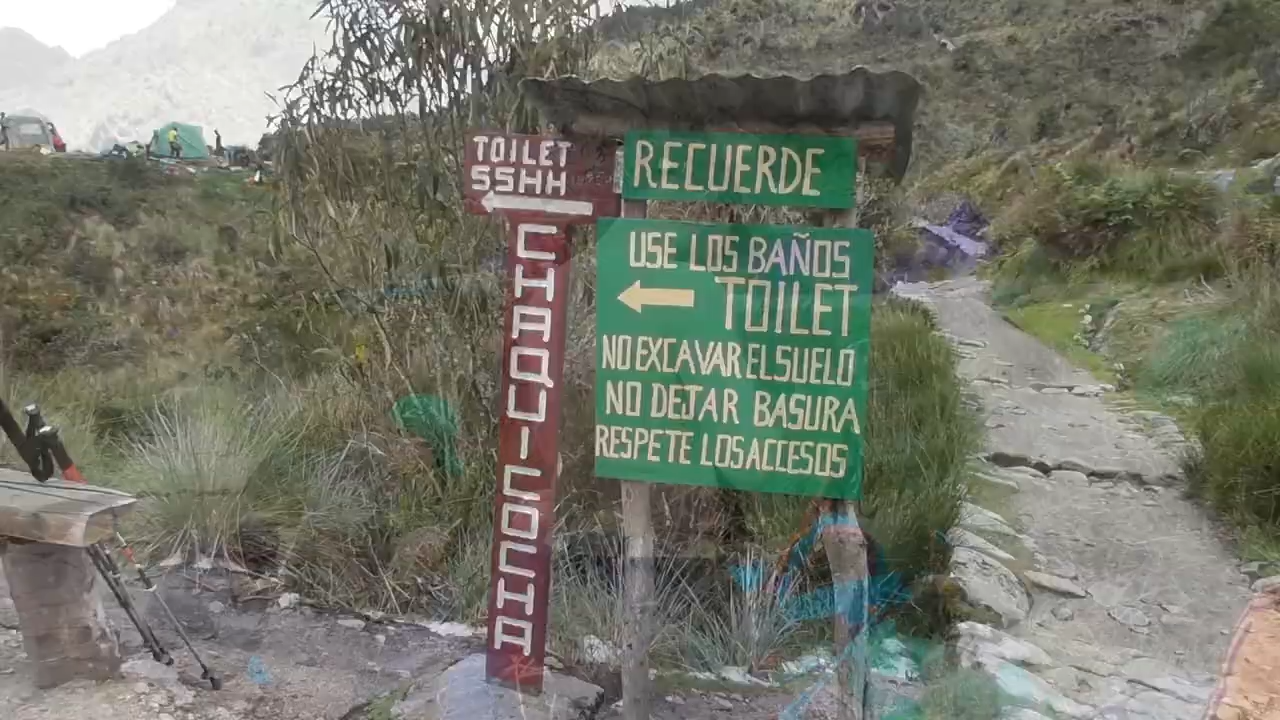 TOILET
SSHH
CHAQUICOCHA
RECUERDE
USE LOS BAÑOS
TOILET
NO EXCAVAR EL SUELO
NO DEJAR BASURA
RESPETE LOS ACCESOS